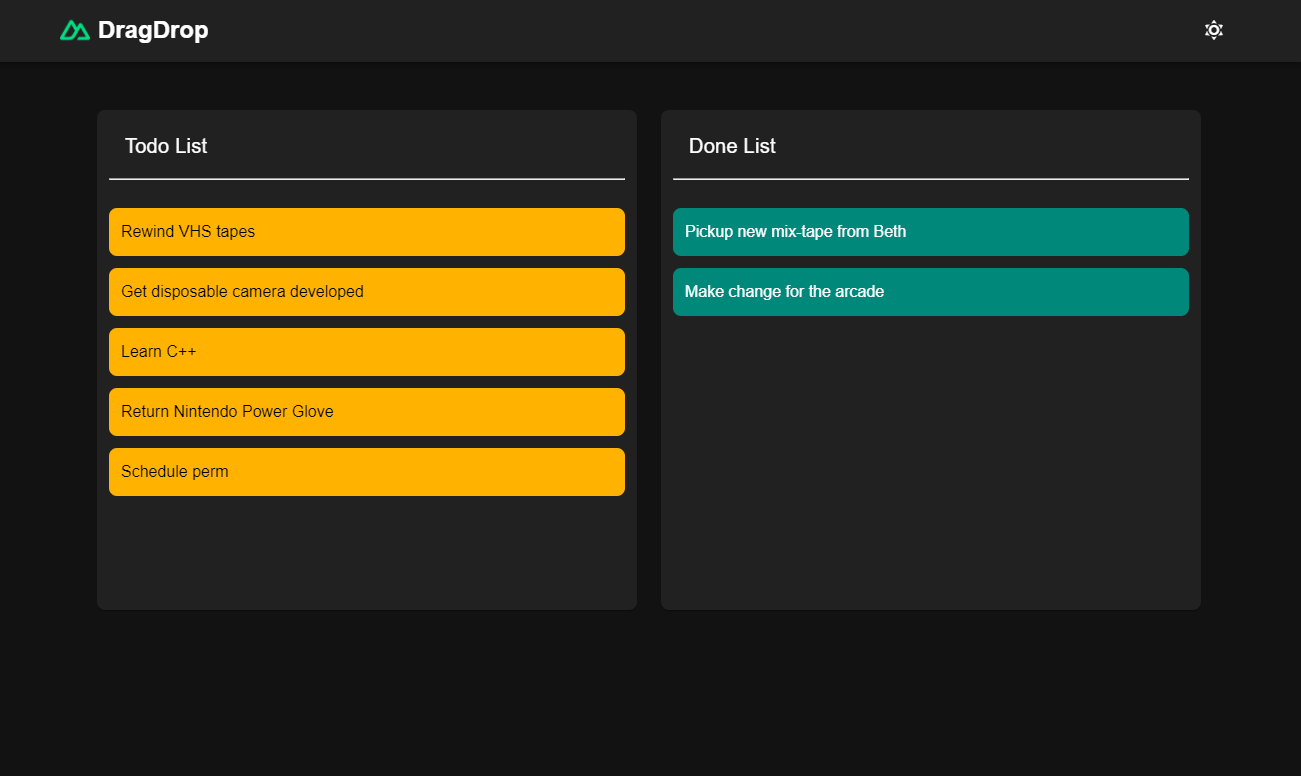 DragDrop
Todo List
Rewind VHS tapes
Get disposable camera developed
Learn C++
Return Nintendo Power Glove
Schedule perm
Done List
Pickup new mix-tape from Beth
Make change for the arcade